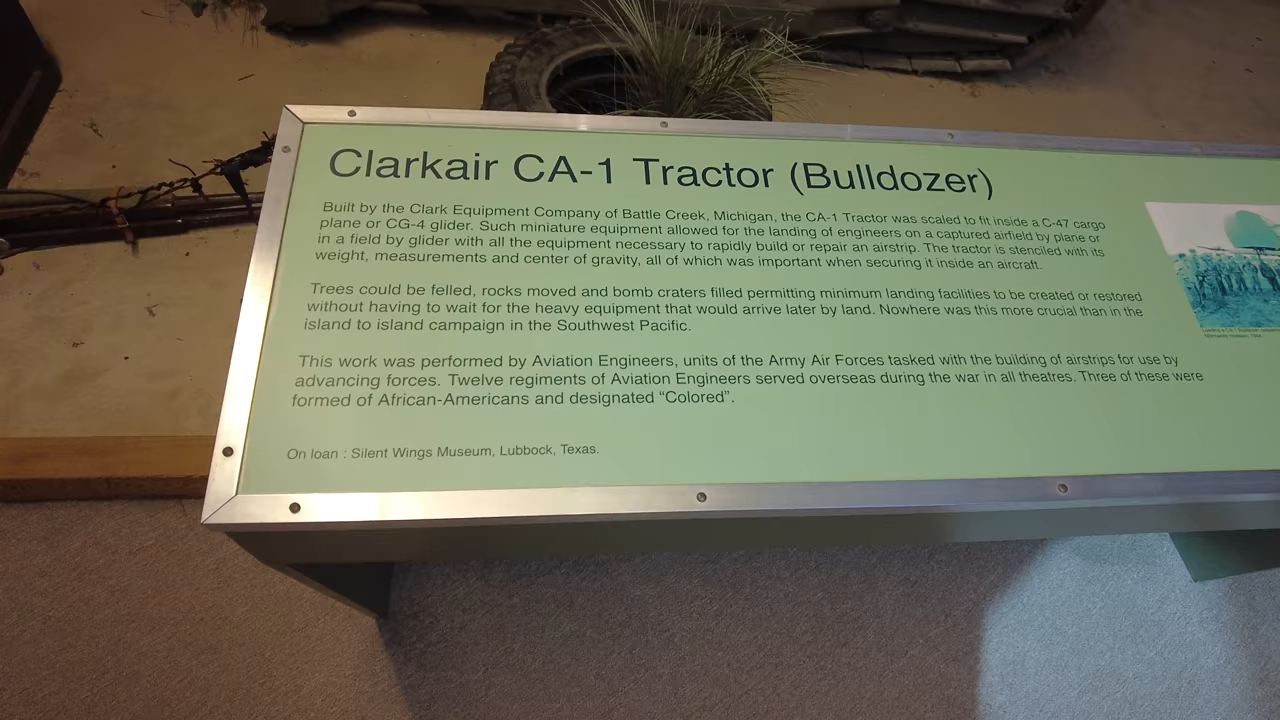 Clarkair CA-1 Tractor (Bulldozer)
Built by the Clark Equipment Company of Battle Creek, Michigan, the CA-1 Tractor was scaled to fit inside a C-47 cargo
plane or CG-4 glider. Such miniature equipment allowed for the landing of engineers on a captured airfield by plane or
in a field by glider with all the equipment necessary to rapidly build or repair an airstrip. The tractor is stenciled with its
weight, measurements and center of gravity, all of which was important when securing it inside an aircraft.
Trees could be felled, rocks moved and bomb craters filled permitting minimum landing facilities to be created or restored
without having to wait for the heavy equipment that would arrive later by land. Nowhere was this more crucial than in the
island to island campaign in the Southwest Pacific.
This work was performed by Aviation Engineers, units of the Army Air Forces tasked with the building of airstrips for use by
advancing forces. Twelve regiments of Aviation Engineers served overseas during the war in all theatres. Three of these were
formed of African-Americans and designated “Colored”.
On loan : Silent Wings Museum, Lubbock, Texas.